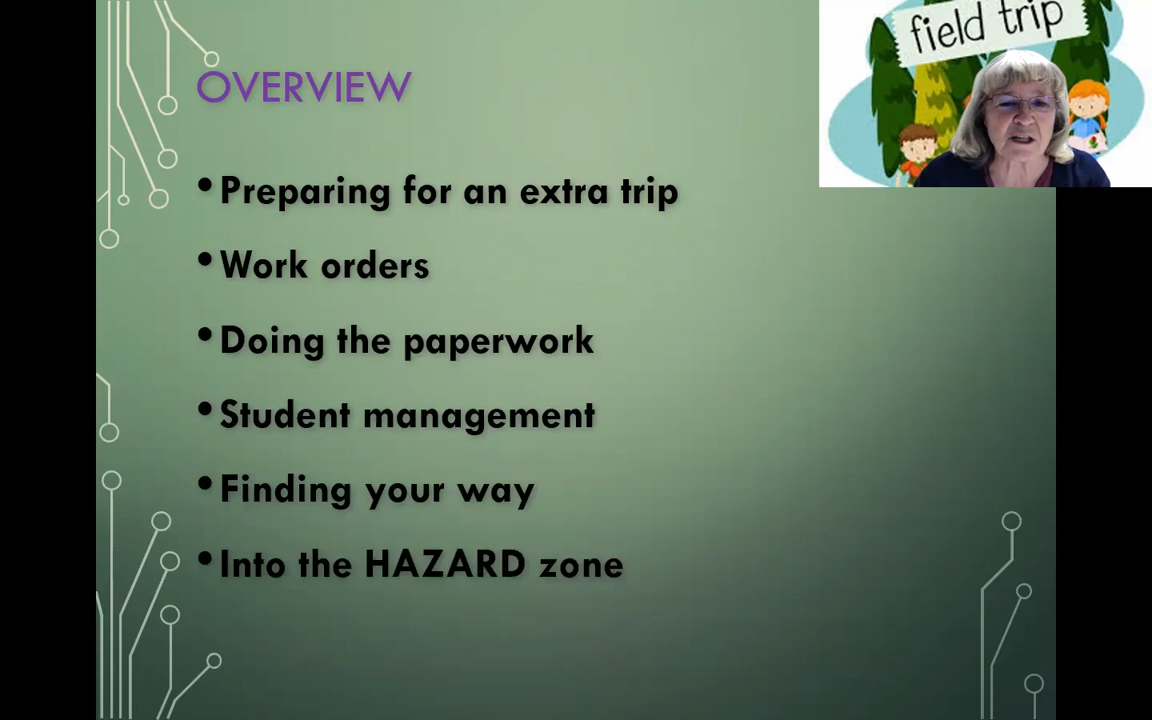 field trip
OVERVIEW
• Preparing for an extra trip
• Work orders
• Doing the paperwork
• Student management
• Finding your way
• Into the HAZARD zone